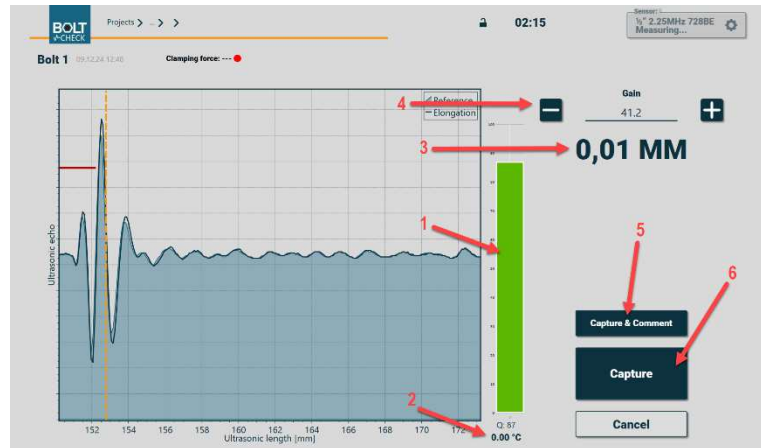 BOLT
✓-CHECK
Projects > .. > >
02:15
Sensor:
½" 2.25MHz 728BE
Measuring...
Bolt 1 09.12.24 12:46 Clamping force: ---
Reference
Elongation
4
Gain
41.2
3
0,01 MM
1
5
6
2
Ultrasonic echo
Capture & Comment
Capture
Cancel
152 154 156 158 160 162 164 166 168 170 172
Ultrasonic length [mm]
Q: 87
0.00 °C